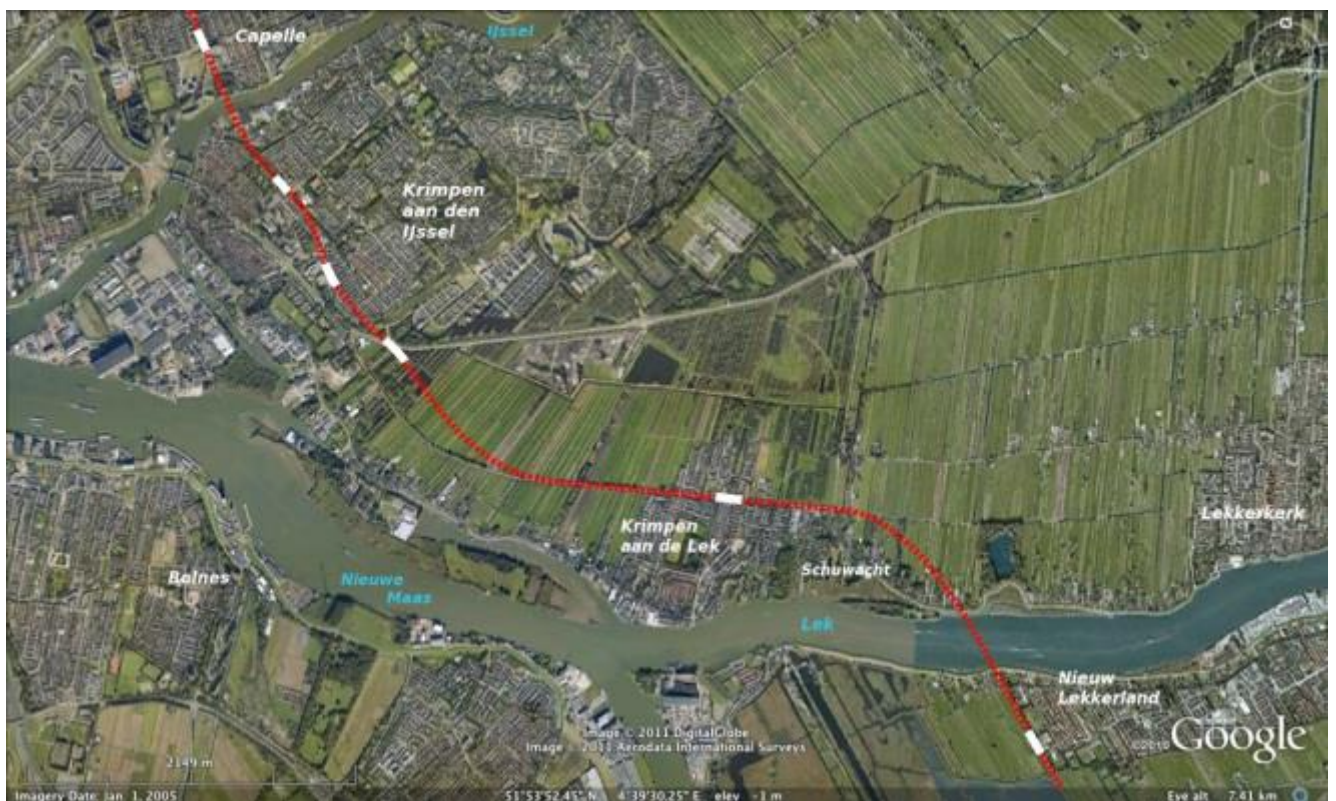 Capelle
IJssel
Krimpen
aan den
IJssel
Lekkerkerk
Krimpen
aan de Lek
Schuwacht
Bolnes
Nieuwe
Maas
Lek
Nieuw
Lekkerland
Image © 2011 DigitalGlobe
Image © 2011 Aerodata International Surveys
©2010 Google
2149 m
Imagery Date: Jan 1, 2005
51°53'52.45" N 4°39'30.25" E elev -1 m
Eye alt 7.41 km